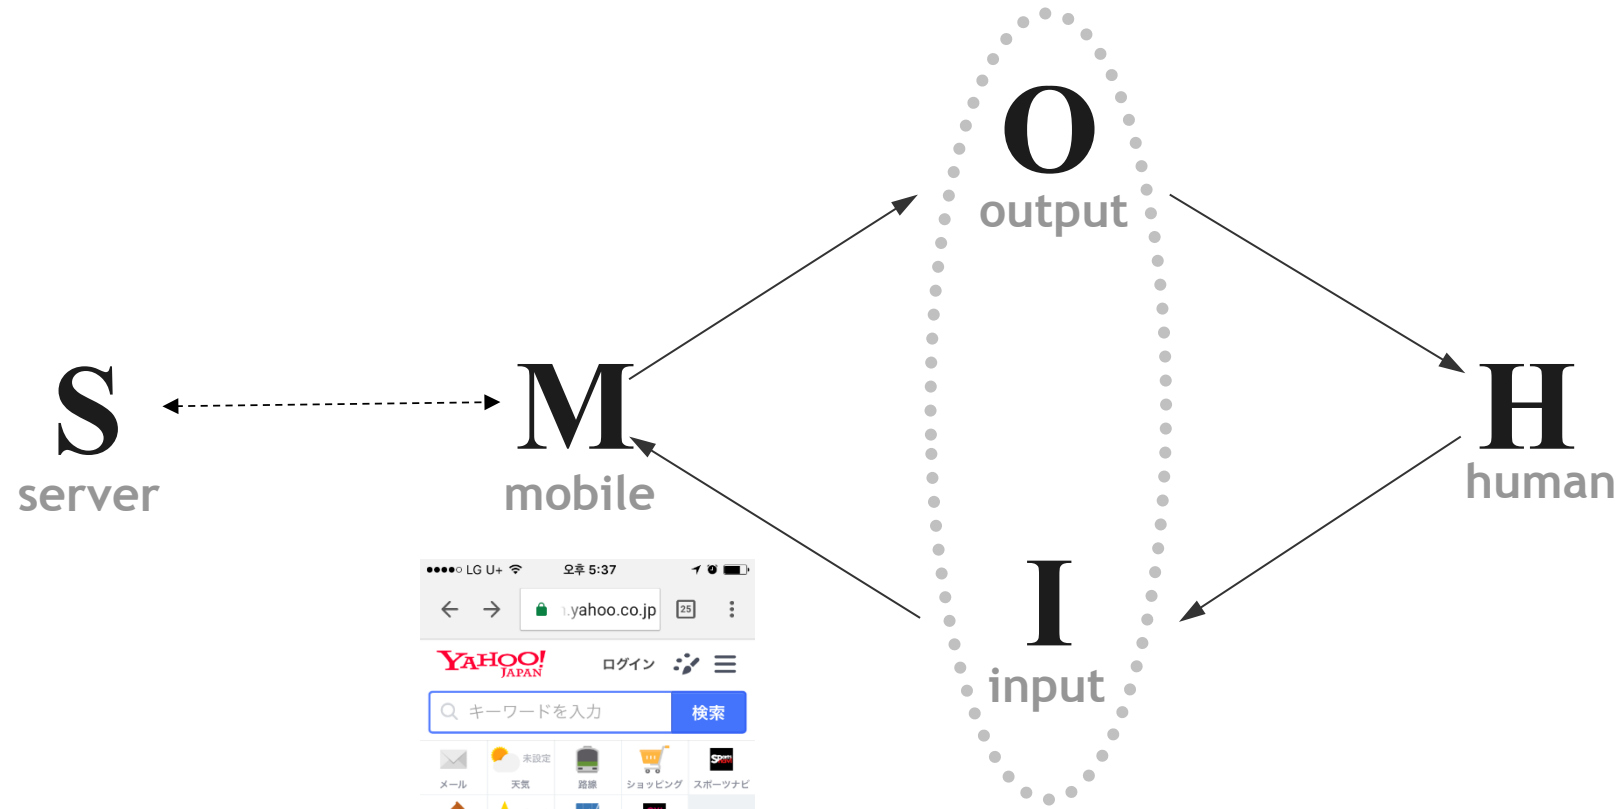 O
output
S
server
M
mobile
H
human
I
input
LG U+ 오후 5:37
.yahoo.co.jp 25
YAHOO! JAPAN ログイン
キーワードを入力 検索
未設定
メール 天気 路線 ショッピング スポーツナビ